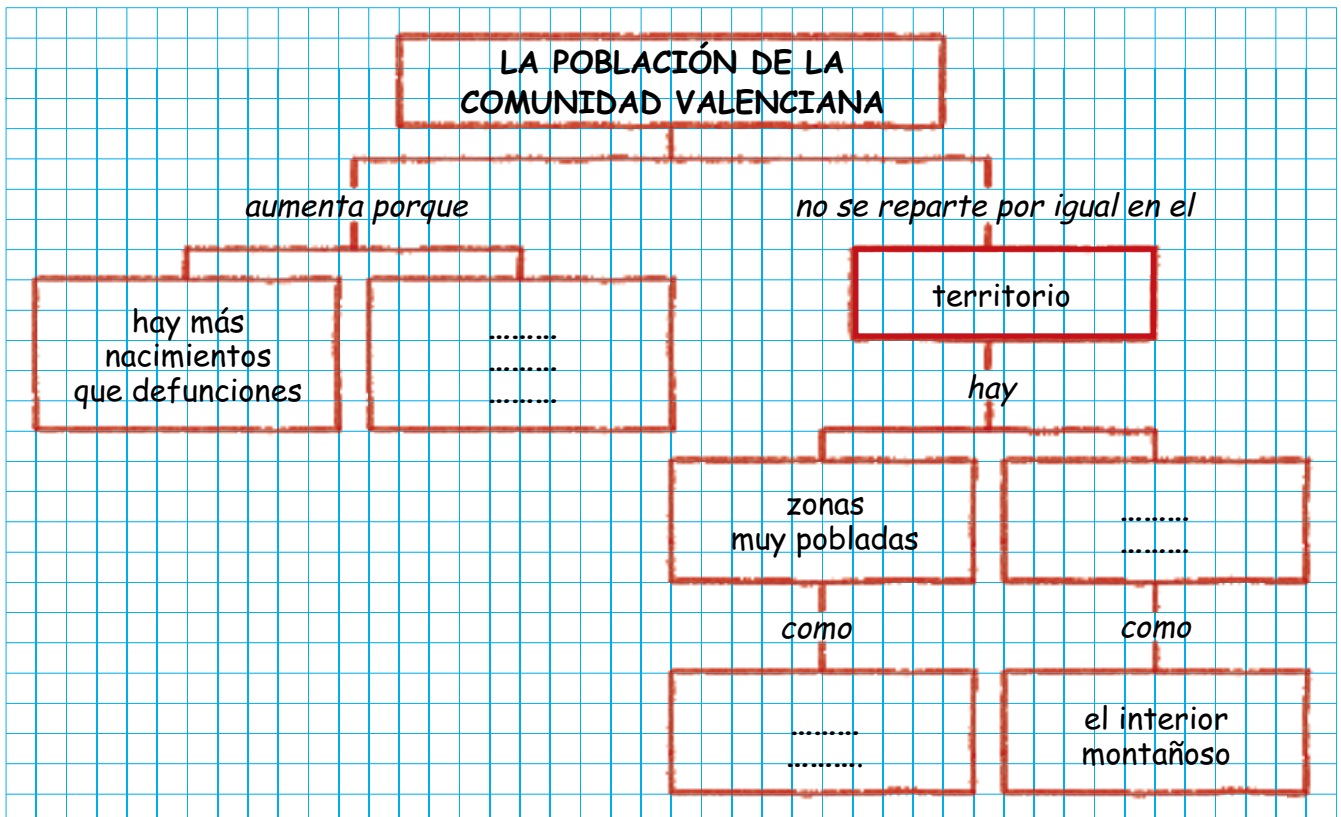 LA POBLACIÓN DE LA
COMUNIDAD VALENCIANA
aumenta porque
no se reparte por igual en el
hay más
nacimientos
que defunciones
.........
.........
.........
territorio
hay
zonas
muy pobladas
.........
.........
como
como
.........
..........
el interior
montañoso